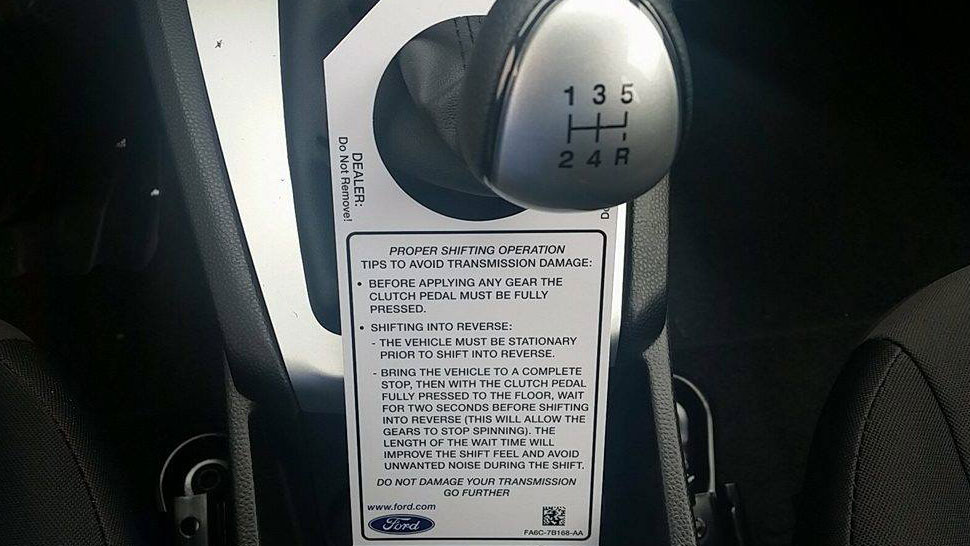 1 3 5
2 4 R
DEALER:
Do Not Remove!
PROPER SHIFTING OPERATION
TIPS TO AVOID TRANSMISSION DAMAGE:
• BEFORE APPLYING ANY GEAR THE
CLUTCH PEDAL MUST BE FULLY
PRESSED.
• SHIFTING INTO REVERSE:
- THE VEHICLE MUST BE STATIONARY
PRIOR TO SHIFT INTO REVERSE.
- BRING THE VEHICLE TO A COMPLETE
STOP, THEN WITH THE CLUTCH PEDAL
FULLY PRESSED TO THE FLOOR, WAIT
FOR TWO SECONDS BEFORE SHIFTING
INTO REVERSE (THIS WILL ALLOW THE
GEARS TO STOP SPINNING). THE
LENGTH OF THE WAIT TIME WILL
IMPROVE THE SHIFT FEEL AND AVOID
UNWANTED NOISE DURING THE SHIFT.
DO NOT DAMAGE YOUR TRANSMISSION
GO FURTHER
www.ford.com
Ford
FA6C-7B168-AA